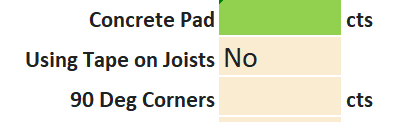 Concrete Pad cts
Using Tape on Joists No
90 Deg Corners cts